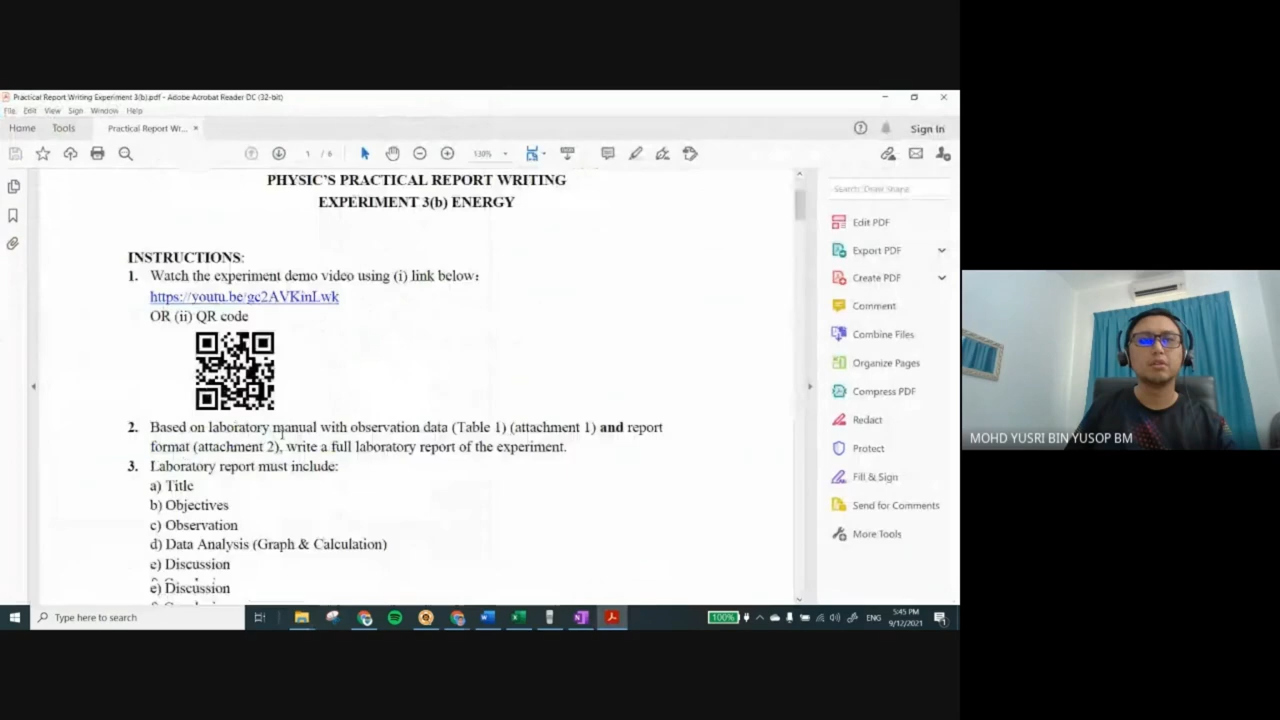 Practical Report Writing Experiment 3(b).pdf - Adobe Acrobat Reader DC (32-bit)
File Edit View Sign Window Help
Home Tools Practical Report Wr... × Sign In
1 / 6 138%
PHYSIC'S PRACTICAL REPORT WRITING
EXPERIMENT 3(b) ENERGY
INSTRUCTIONS:
1. Watch the experiment demo video using (i) link below:
https://youtu.be/gc2AVKinLwk
OR (ii) QR code
2. Based on laboratory manual with observation data (Table 1) (attachment 1) and report
format (attachment 2), write a full laboratory report of the experiment.
3. Laboratory report must include:
a) Title
b) Objectives
c) Observation
d) Data Analysis (Graph & Calculation)
e) Discussion
e) Discussion
Edit PDF
Export PDF
Create PDF
Comment
Combine Files
Organize Pages
Compress PDF
Redact
Protect
Fill & Sign
Send for Comments
More Tools
MOHD YUSRI BIN YUSOP BM
Type here to search
100%
ENG
5:45 PM
9/12/2021